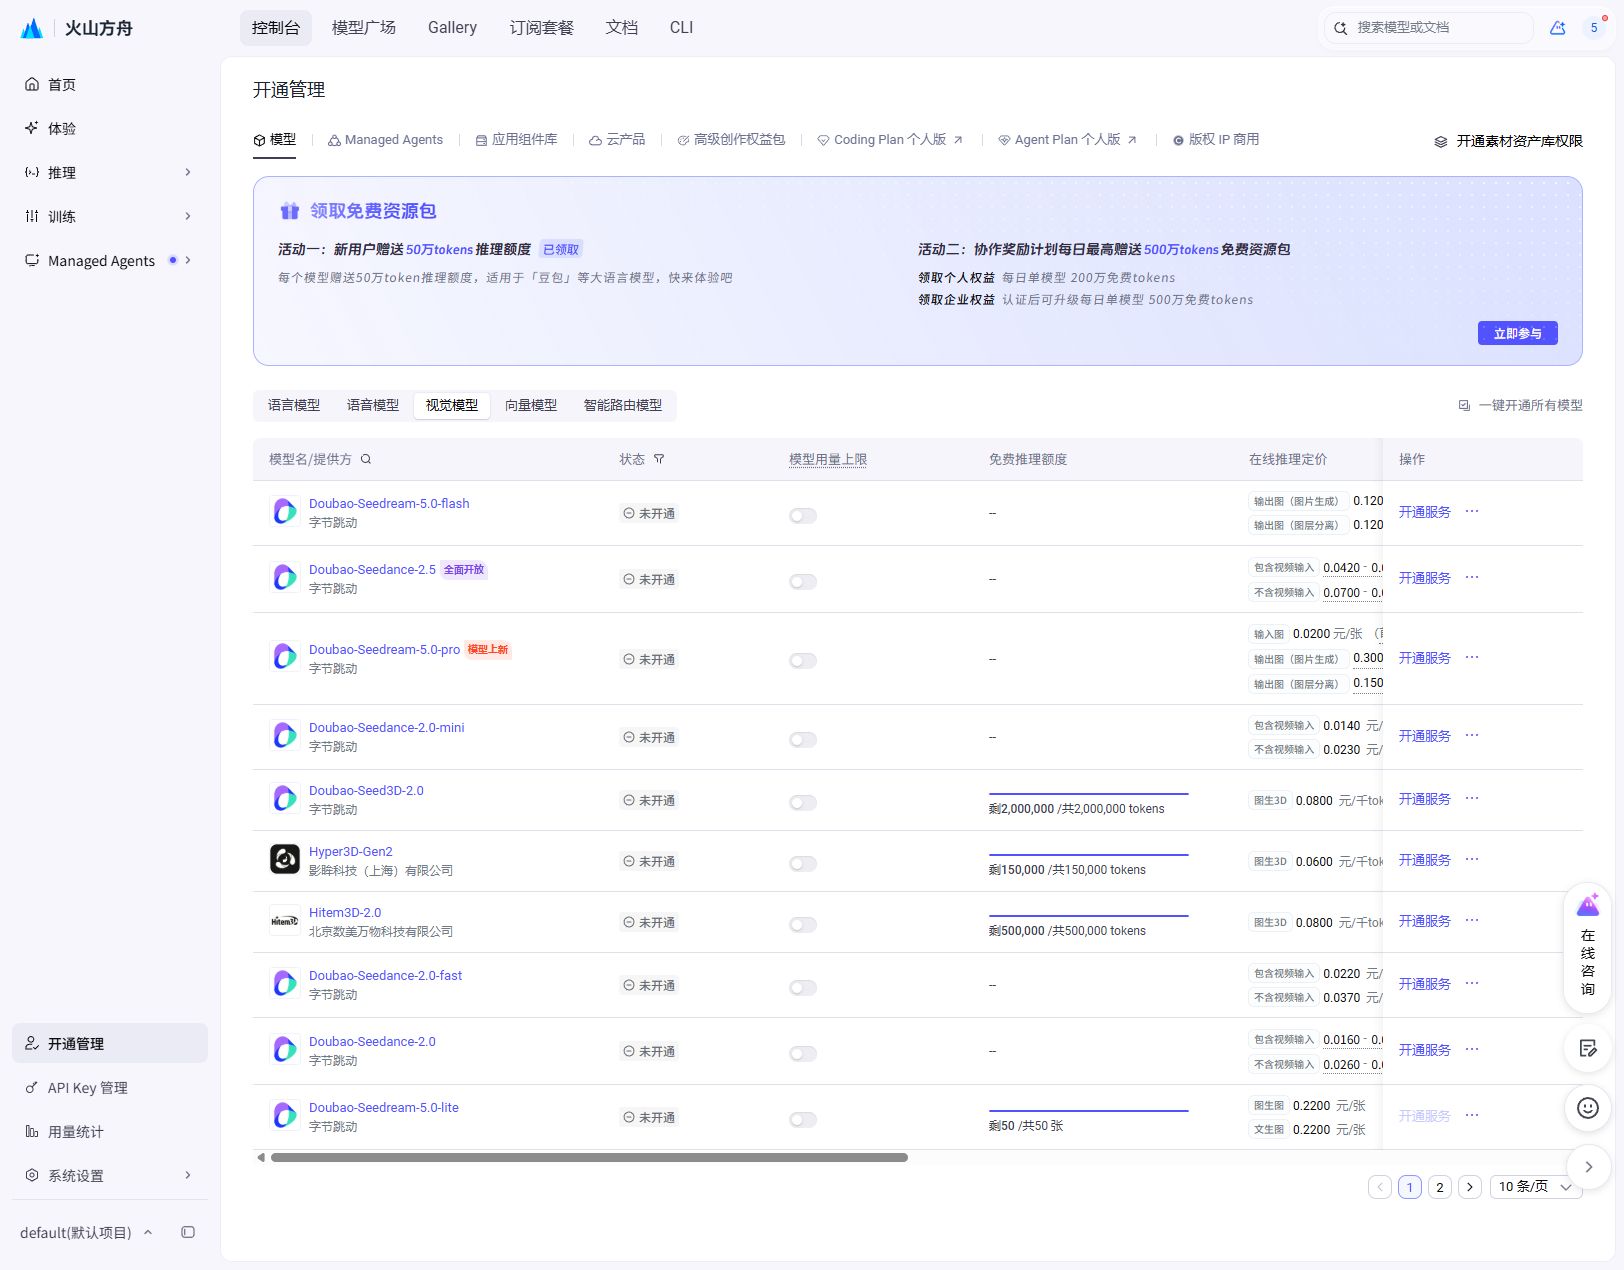 火山方舟
控制台
模型广场
Gallery
订阅套餐
文档
CLI
搜索模型或文档
5
首页
体验
推理
训练
Managed Agents
开通管理
API Key 管理
用量统计
系统设置
default(默认项目)
开通管理
模型
Managed Agents
应用组件库
云产品
高级创作权益包
Coding Plan 个人版
Agent Plan 个人版
版权 IP 商用
开通素材资产库权限
领取免费资源包
活动一：新用户赠送50万tokens推理额度 已领取
每个模型赠送50万token推理额度，适用于「豆包」等大语言模型，快来体验吧
活动二：协作奖励计划每日最高赠送500万tokens免费资源包
领取个人权益 每日单模型 200万免费tokens
领取企业权益 认证后可升级每日单模型 500万免费tokens
立即参与
语言模型
语音模型
视觉模型
向量模型
智能路由模型
一键开通所有模型
模型名/提供方 状态 模型用量上限 免费推理额度 在线推理定价 操作
Doubao-Seedream-5.0-flash
字节跳动
未开通
--
输出图（图片生成） 0.120
输出图（图层分离） 0.120
开通服务 ···
Doubao-Seedance-2.5 全面开放
字节跳动
未开通
--
包含视频输入 0.0420 - 0.
不含视频输入 0.0700 - 0.
开通服务 ···
Doubao-Seedream-5.0-pro 模型上新
字节跳动
未开通
--
输入图 0.0200 元/张
输出图（图片生成） 0.300
输出图（图层分离） 0.150
开通服务 ···
Doubao-Seedance-2.0-mini
字节跳动
未开通
--
包含视频输入 0.0140 元/
不含视频输入 0.0230 元/
开通服务 ···
Doubao-Seed3D-2.0
字节跳动
未开通
剩2,000,000 /共2,000,000 tokens
图生3D 0.0800 元/千tok
开通服务 ···
Hyper3D-Gen2
影眸科技（上海）有限公司
未开通
剩150,000 /共150,000 tokens
图生3D 0.0600 元/千tok
开通服务 ···
Hitem3D
Hitem3D-2.0
北京数美万物科技有限公司
未开通
剩500,000 /共500,000 tokens
图生3D 0.0800 元/千tok
开通服务 ···
Doubao-Seedance-2.0-fast
字节跳动
未开通
--
包含视频输入 0.0220 元/
不含视频输入 0.0370 元/
开通服务 ···
Doubao-Seedance-2.0
字节跳动
未开通
--
包含视频输入 0.0160 - 0.
不含视频输入 0.0260 - 0.
开通服务 ···
Doubao-Seedream-5.0-lite
字节跳动
未开通
剩50 /共50 张
图生图 0.2200 元/张
文生图 0.2200 元/张
开通服务 ···
1 2 10 条/页
在线咨询